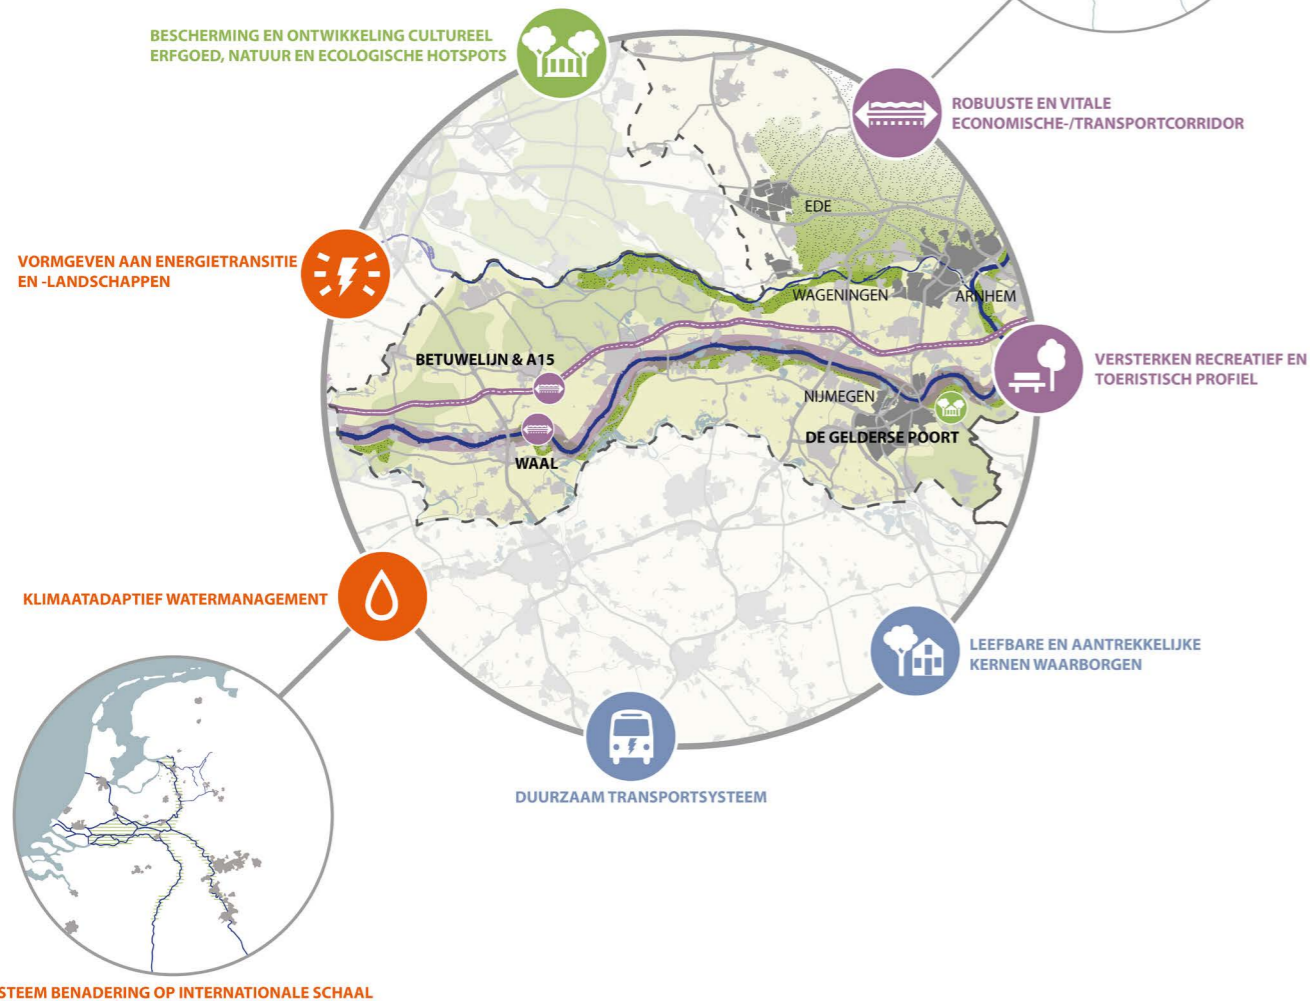 BESCHERMING EN ONTWIKKELING CULTUREEL
ERFGOED, NATUUR EN ECOLOGISCHE HOTSPOTS
ROBUUSTE EN VITALE
ECONOMISCHE-/TRANSPORTCORRIDOR
EDE
VORMGEVEN AAN ENERGIETRANSITIE
EN -LANDSCHAPPEN
WAGENINGEN
ARNHEM
BETUWELIJN & A15
VERSTERKEN RECREATIEF EN
TOERISTISCH PROFIEL
NIJMEGEN
DE GELDERSE POORT
WAAL
KLIMAATADAPTIEF WATERMANAGEMENT
LEEFBARE EN AANTREKKELIJKE
KERNEN WAARBORGEN
DUURZAAM TRANSPORTSYSTEEM
STEEM BENADERING OP INTERNATIONALE SCHAAL